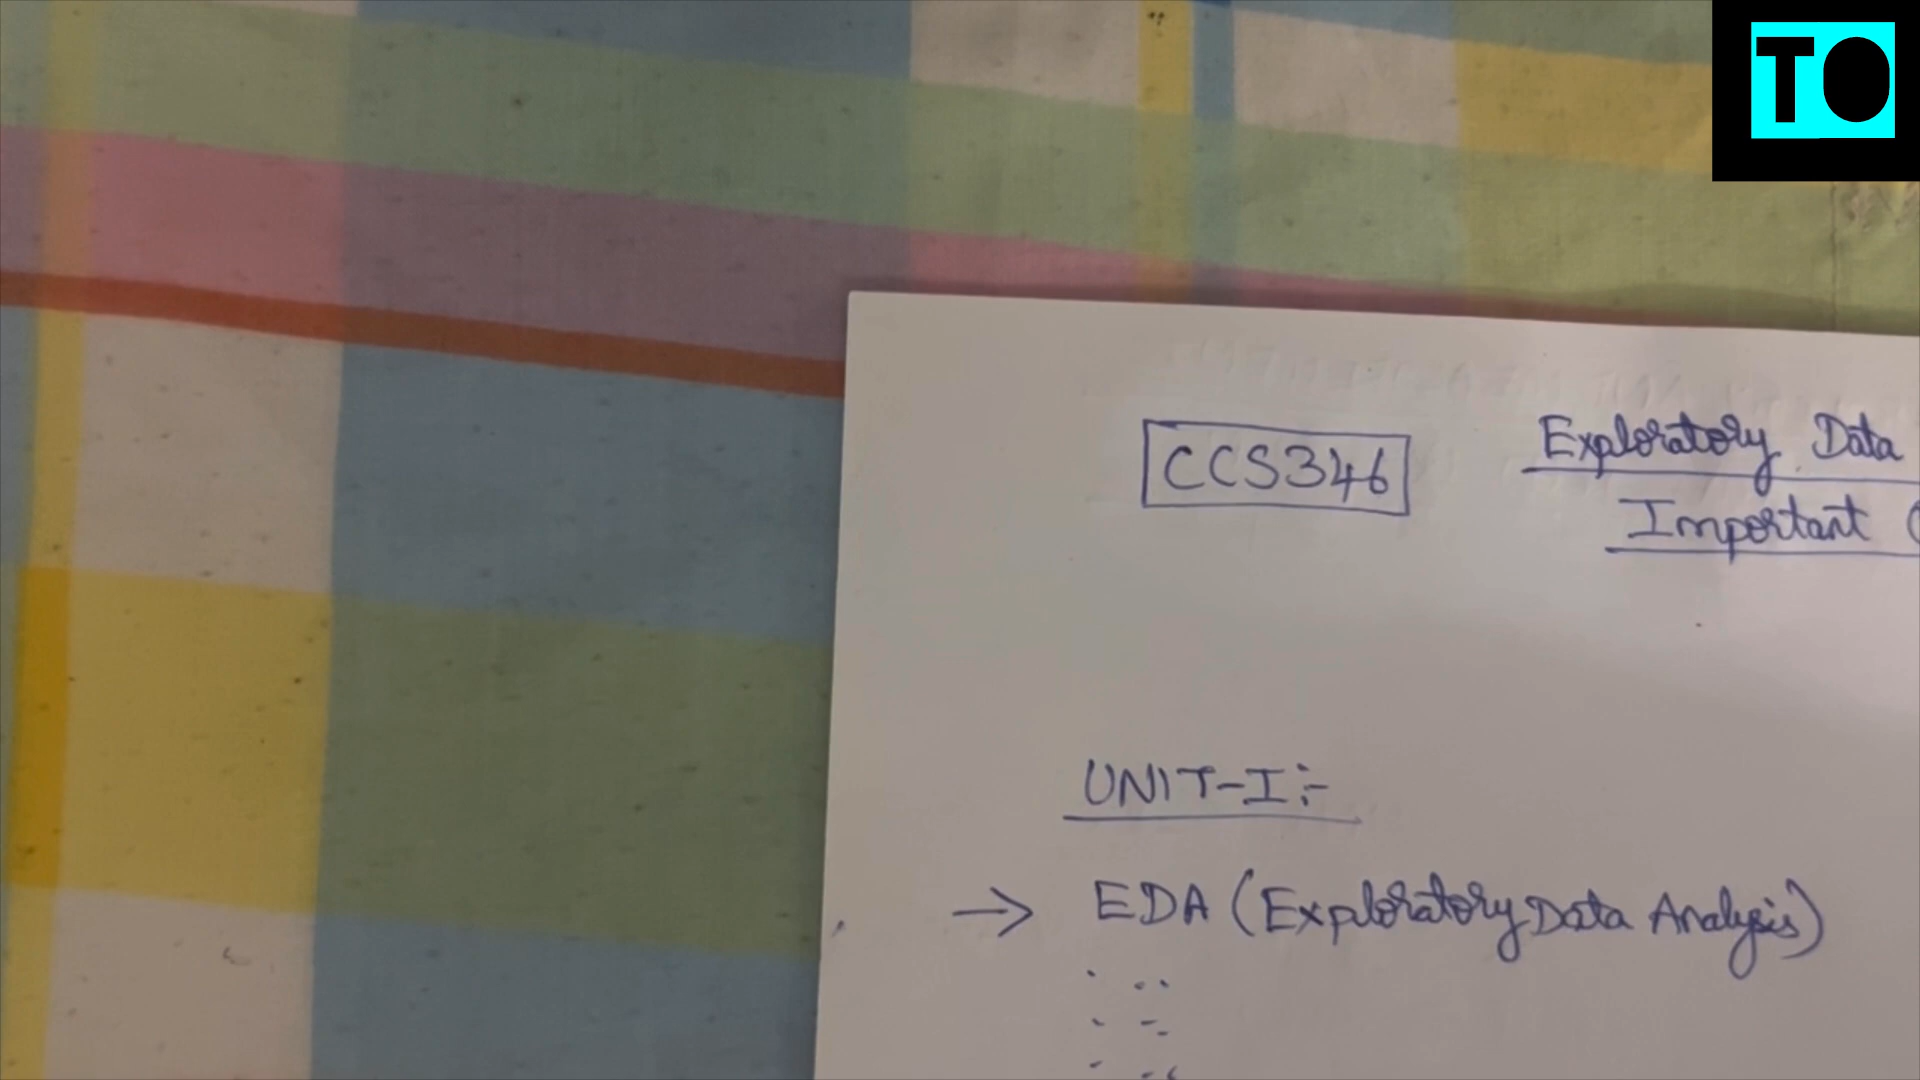 TO
CCS346
Exploratory Data
Important
UNIT-I:-
→ EDA (Exploratory Data Analysis)